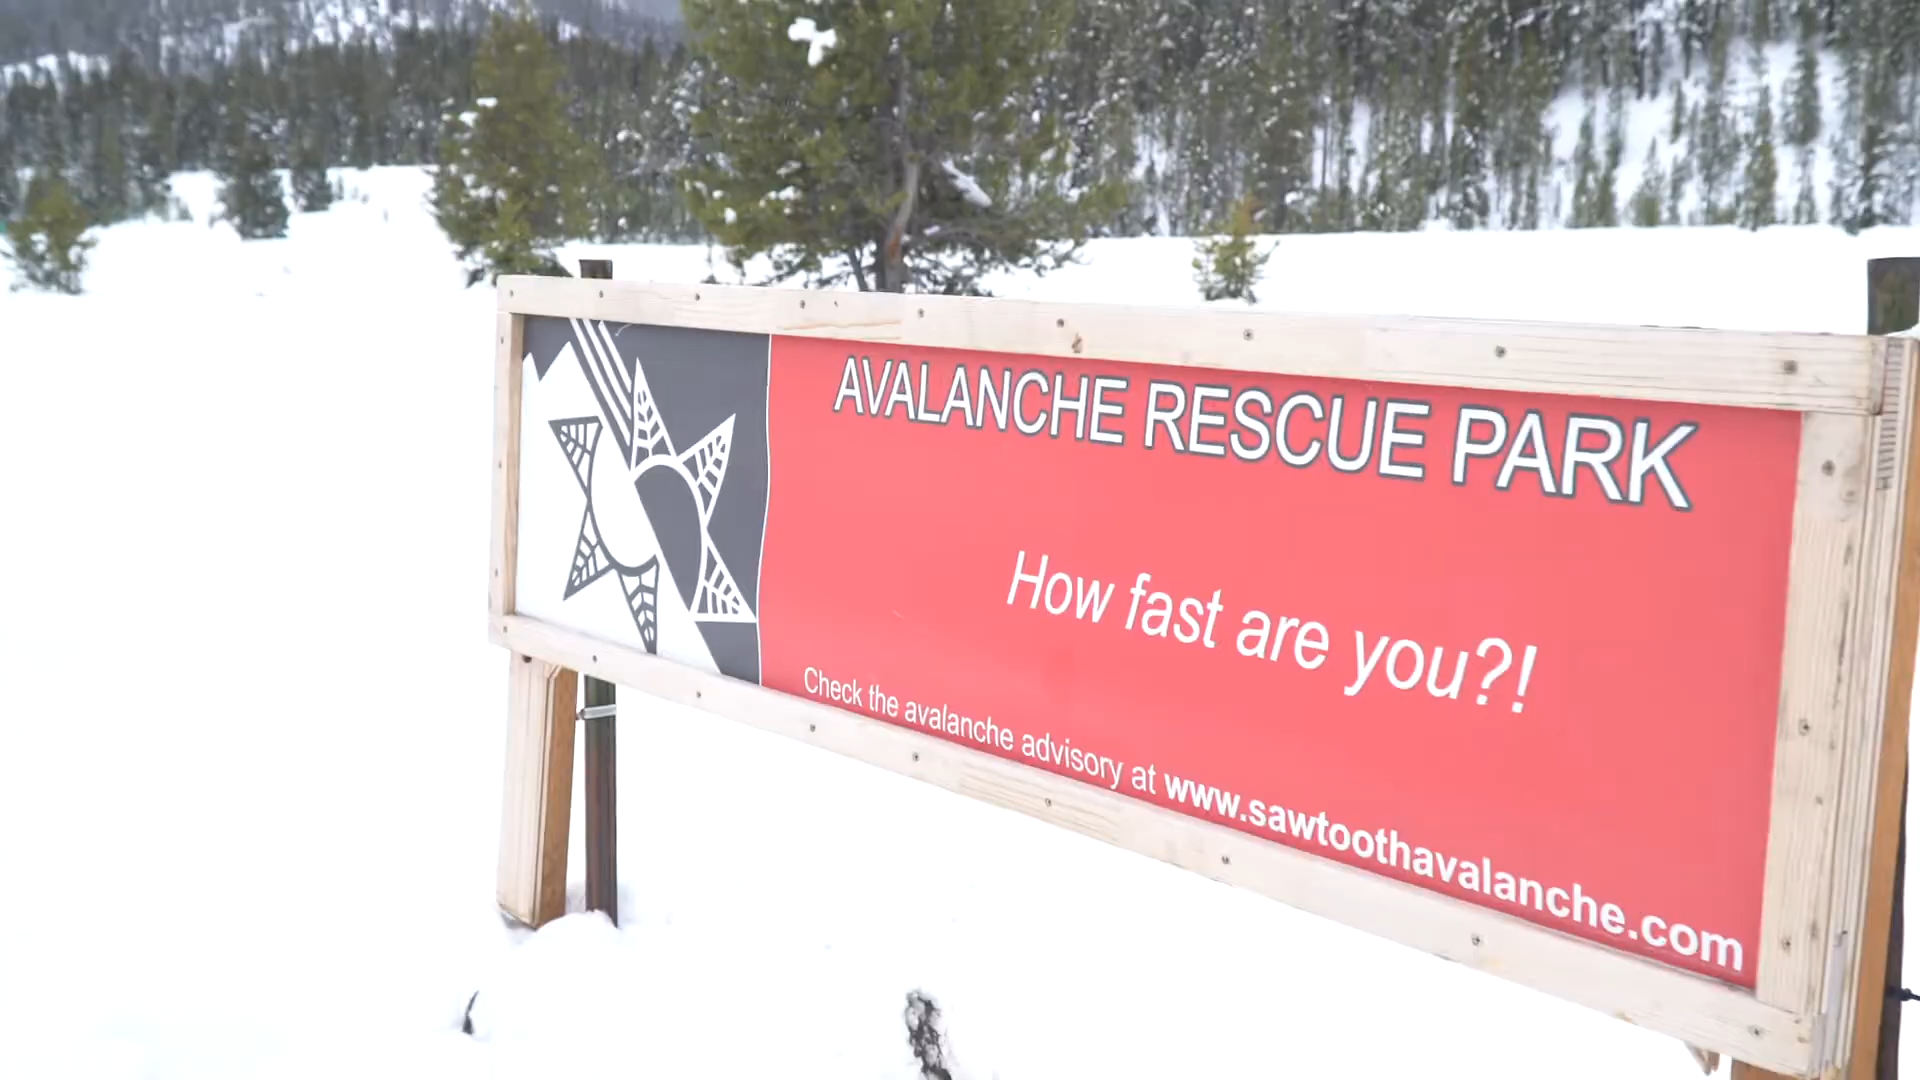 AVALANCHE RESCUE PARK
How fast are you?!
Check the avalanche advisory at www.sawtoothavalanche.com